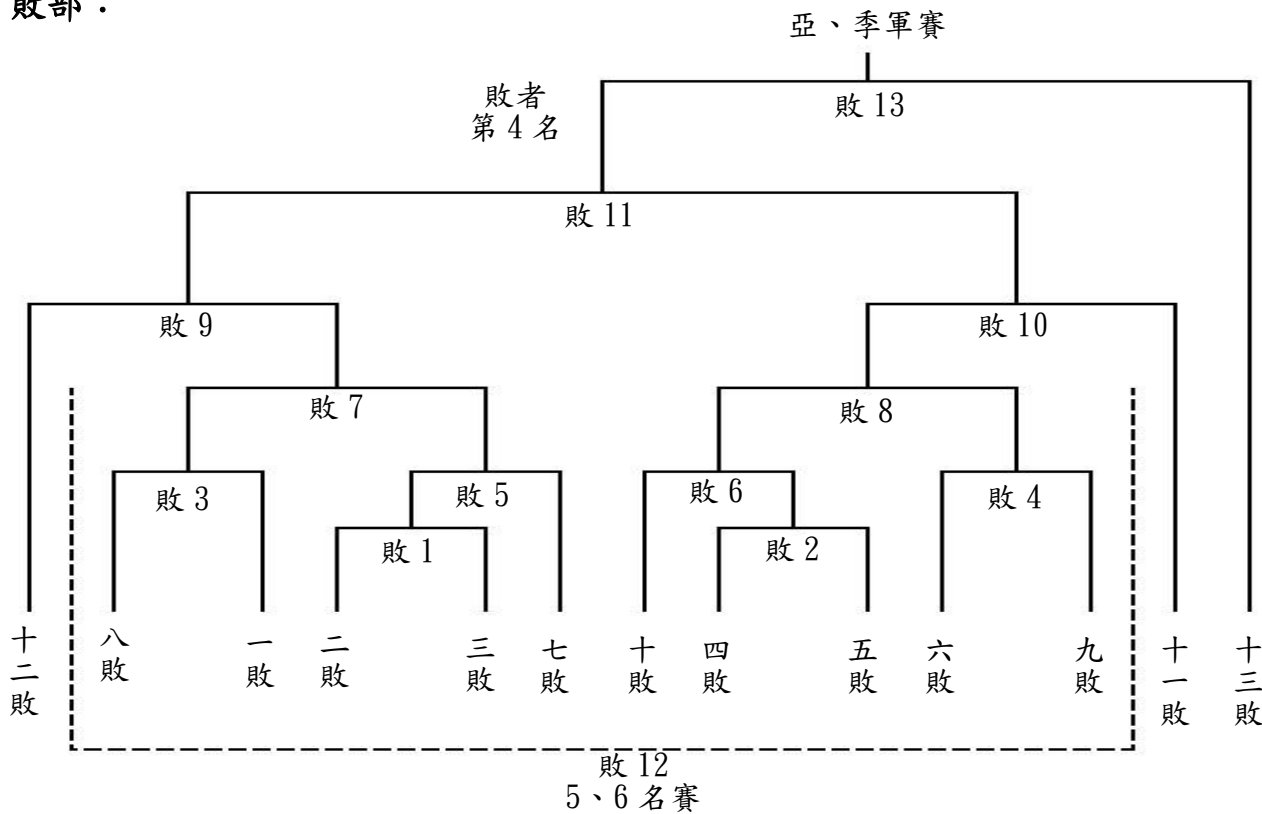 敗部：
亞、季軍賽
敗者
第 4 名
敗 13
敗 11
敗 9
敗 10
敗 7
敗 8
敗 3
敗 5
敗 6
敗 4
敗 1
敗 2
十二敗
八敗
一敗
二敗
三敗
七敗
十敗
四敗
五敗
六敗
九敗
十一敗
十三敗
敗 12
5、6 名賽